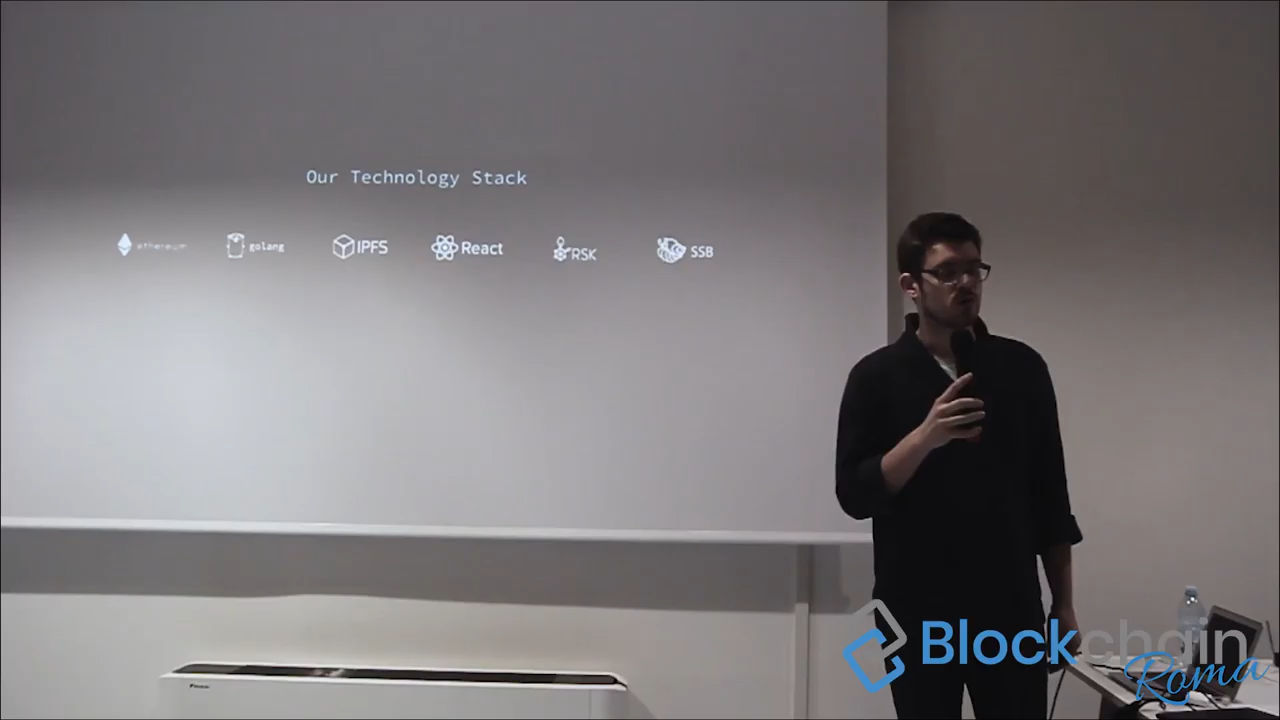 Our Technology Stack
ethereum golang IPFS React RSK SSB
Blockchain
Roma